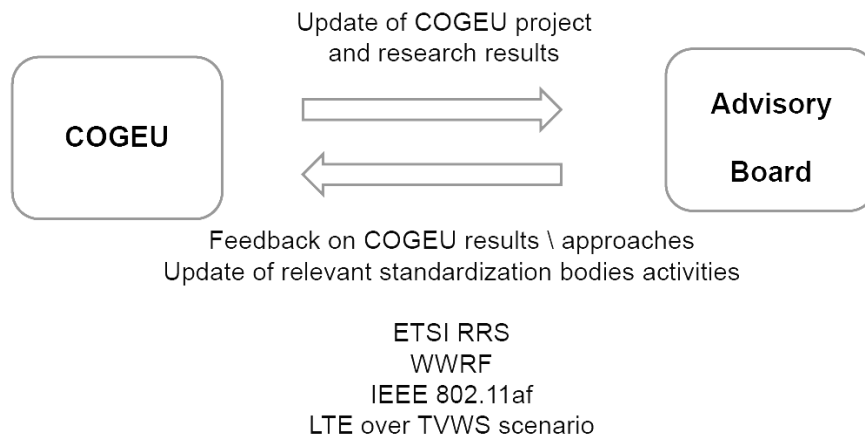 Update of COGEU project
and research results
COGEU
Advisory
Board
Feedback on COGEU results \ approaches
Update of relevant standardization bodies activities
ETSI RRS
WWRF
IEEE 802.11af
LTE over TVWS scenario